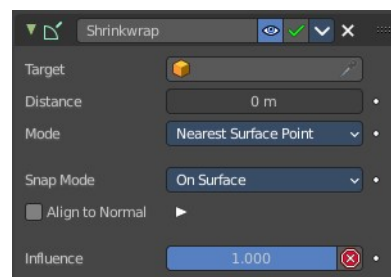 Shrinkwrap
Target
Distance 0 m
Mode Nearest Surface Point
Snap Mode On Surface
Align to Normal
Influence 1.000